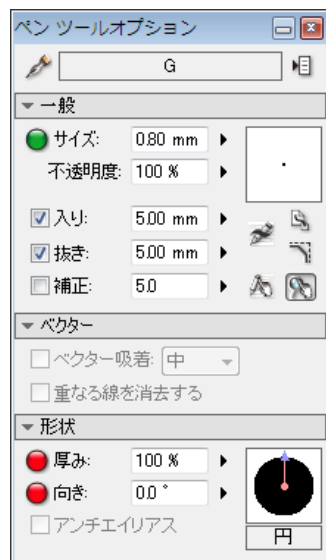 ペン ツールオプション
G
一般
サイズ: 0.80 mm
不透明度: 100 %
入り: 5.00 mm
抜き: 5.00 mm
補正: 5.0
ベクター
ベクター吸着: 中
重なる線を消去する
形状
厚み: 100 %
向き: 0.0 °
アンチエイリアス
円